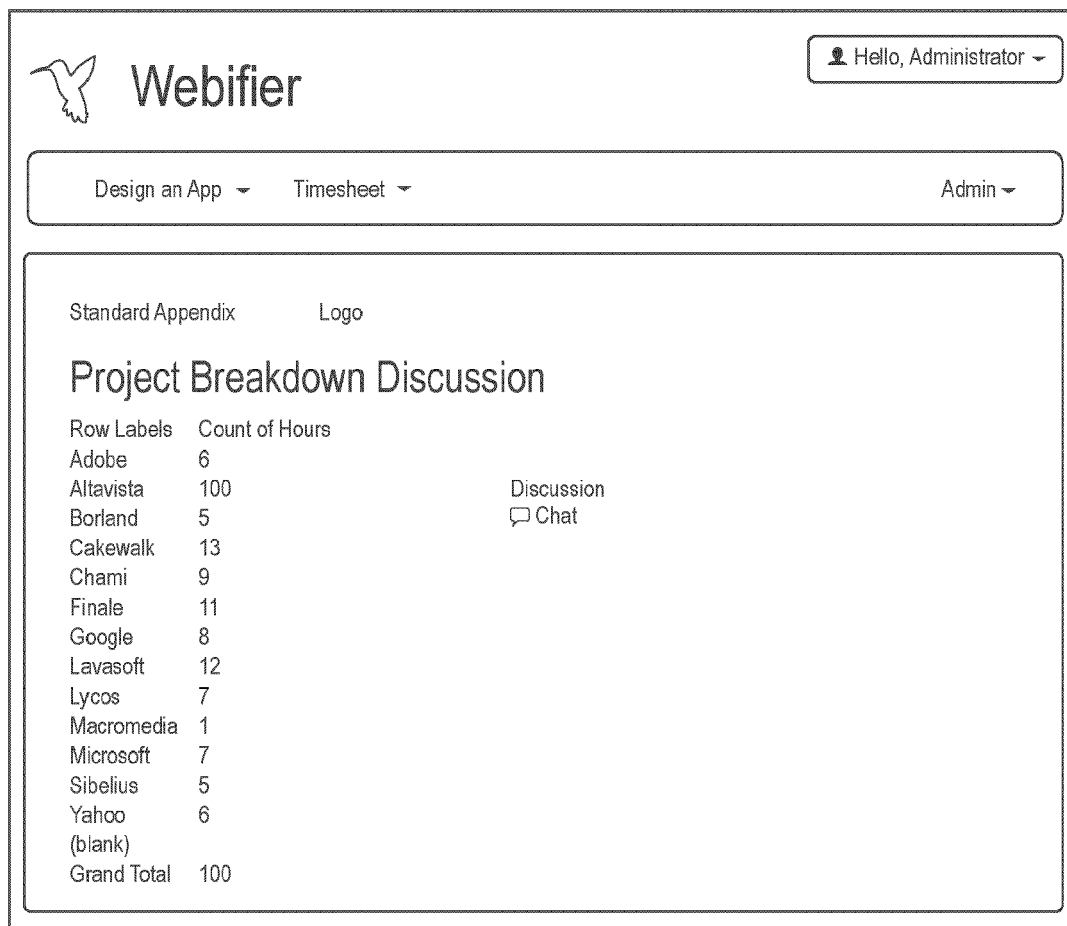 Webifier
Hello, Administrator
Design an App Timesheet Admin
Standard Appendix Logo
Project Breakdown Discussion
Row Labels Count of Hours
Adobe 6
Altavista 100
Borland 5
Cakewalk 13
Chami 9
Finale 11
Google 8
Lavasoft 12
Lycos 7
Macromedia 1
Microsoft 7
Sibelius 5
Yahoo 6
(blank)
Grand Total 100
Discussion
Chat